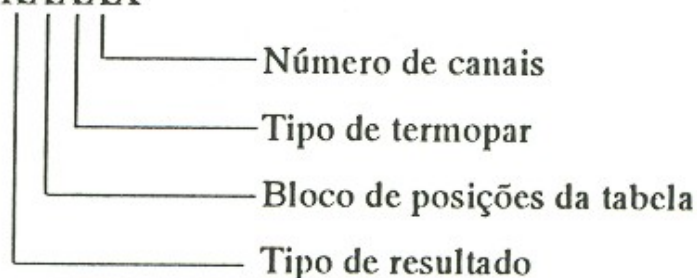 Número de canais
Tipo de termopar
Bloco de posições da tabela
Tipo de resultado